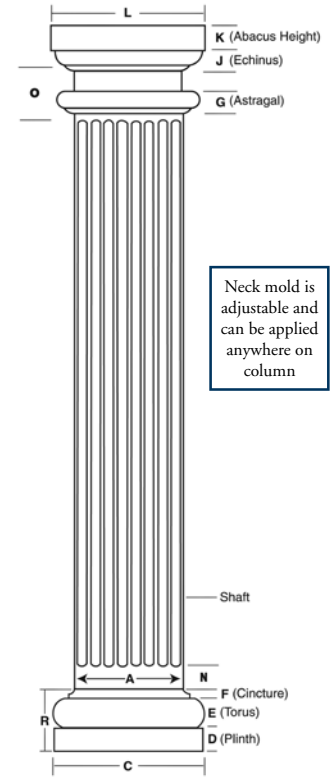 L
K (Abacus Height)
J (Echinus)
O
G (Astragal)
Neck mold is
adjustable and
can be applied
anywhere on
column
Shaft
A
N
F (Cincture)
R
E (Torus)
D (Plinth)
C